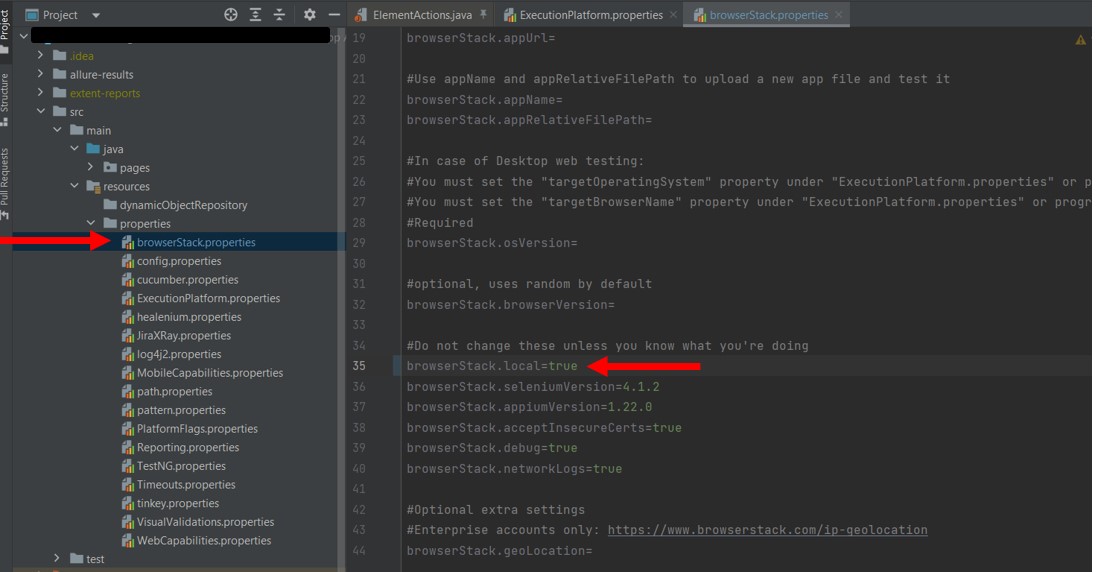 Project
ElementActions.java
ExecutionPlatform.properties
browserStack.properties
Project
Structure
Pull Requests
.idea
allure-results
extent-reports
src
main
java
pages
resources
dynamicObjectRepository
properties
browserStack.properties
config.properties
cucumber.properties
ExecutionPlatform.properties
healenium.properties
JiraXRay.properties
log4j2.properties
MobileCapabilities.properties
path.properties
pattern.properties
PlatformFlags.properties
Reporting.properties
TestNG.properties
Timeouts.properties
tinkey.properties
VisualValidations.properties
WebCapabilities.properties
test
19 browserStack.appUrl=
20
21 #Use appName and appRelativeFilePath to upload a new app file and test it
22 browserStack.appName=
23 browserStack.appRelativeFilePath=
24
25 #In case of Desktop web testing:
26 #You must set the "targetOperatingSystem" property under "ExecutionPlatform.properties" or p
27 #You must set the "targetBrowserName" property under "ExecutionPlatform.properties" or progr
28 #Required
29 browserStack.osVersion=
30
31 #optional, uses random by default
32 browserStack.browserVersion=
33
34 #Do not change these unless you know what you're doing
35 browserStack.local=true
36 browserStack.seleniumVersion=4.1.2
37 browserStack.appiumVersion=1.22.0
38 browserStack.acceptInsecureCerts=true
39 browserStack.debug=true
40 browserStack.networkLogs=true
41
42 #Optional extra settings
43 #Enterprise accounts only: https://www.browserstack.com/ip-geolocation
44 browserStack.geoLocation=